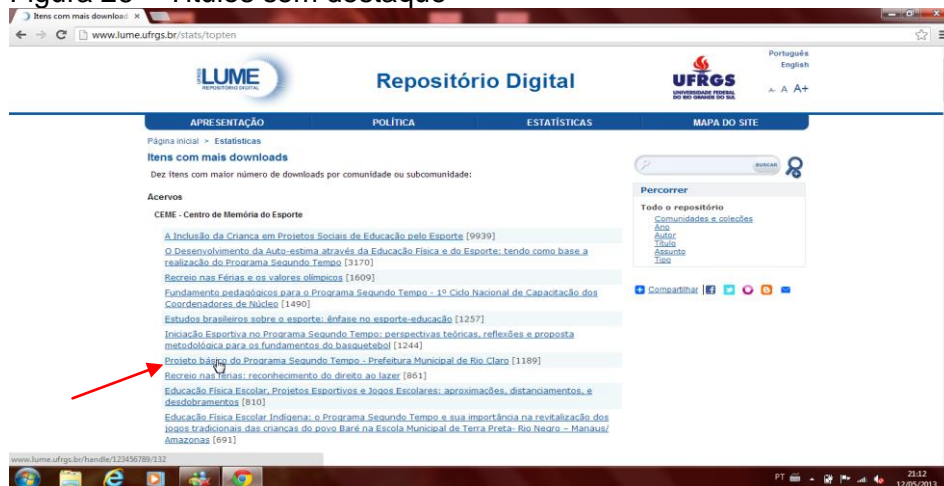 Itens com mais download
www.lume.ufrgs.br/stats/topten
UFRGS
LUME
REPOSITÓRIO DIGITAL
Repositório Digital
UFRGS
UNIVERSIDADE FEDERAL
DO RIO GRANDE DO SUL
Português
English
A- A A+
APRESENTAÇÃO POLÍTICA ESTATÍSTICAS MAPA DO SITE
Página inicial > Estatísticas
Itens com mais downloads
Dez itens com maior número de downloads por comunidade ou subcomunidade:
Acervos
CEME - Centro de Memória do Esporte
A Inclusão da Criança em Projetos Sociais de Educação pelo Esporte [9939]
O Desenvolvimento da Auto-estima através da Educação Física e do Esporte: tendo como base a
realização do Programa Segundo Tempo [3170]
Recreio nas Férias e os valores olímpicos [1609]
Fundamento pedagógicos para o Programa Segundo Tempo - 1º Ciclo Nacional de Capacitação dos
Coordenadores de Núcleo [1490]
Estudos brasileiros sobre o esporte: ênfase no esporte-educação [1257]
Iniciação Esportiva no Programa Segundo Tempo: perspectivas teóricas, reflexões e proposta
metodológica para os fundamentos do basquetebol [1244]
Projeto básico do Programa Segundo Tempo - Prefeitura Municipal de Rio Claro [1189]
Recreio nas férias: reconhecimento do direito ao lazer [861]
Educação Física Escolar, Projetos Esportivos e Jogos Escolares: aproximações, distanciamentos, e
desdobramentos [810]
Educação Física Escolar Indígena: o Programa Segundo Tempo e sua importância na revitalização dos
jogos tradicionais das crianças do povo Baré na Escola Municipal de Terra Preta- Rio Negro – Manaus/
Amazonas [691]
BUSCAR
Percorrer
Todo o repositório
Comunidades e coleções
Ano
Autor
Título
Assunto
Tipo
Compartilhar
www.lume.ufrgs.br/handle/123456789/132
PT
21:12
12/05/2013